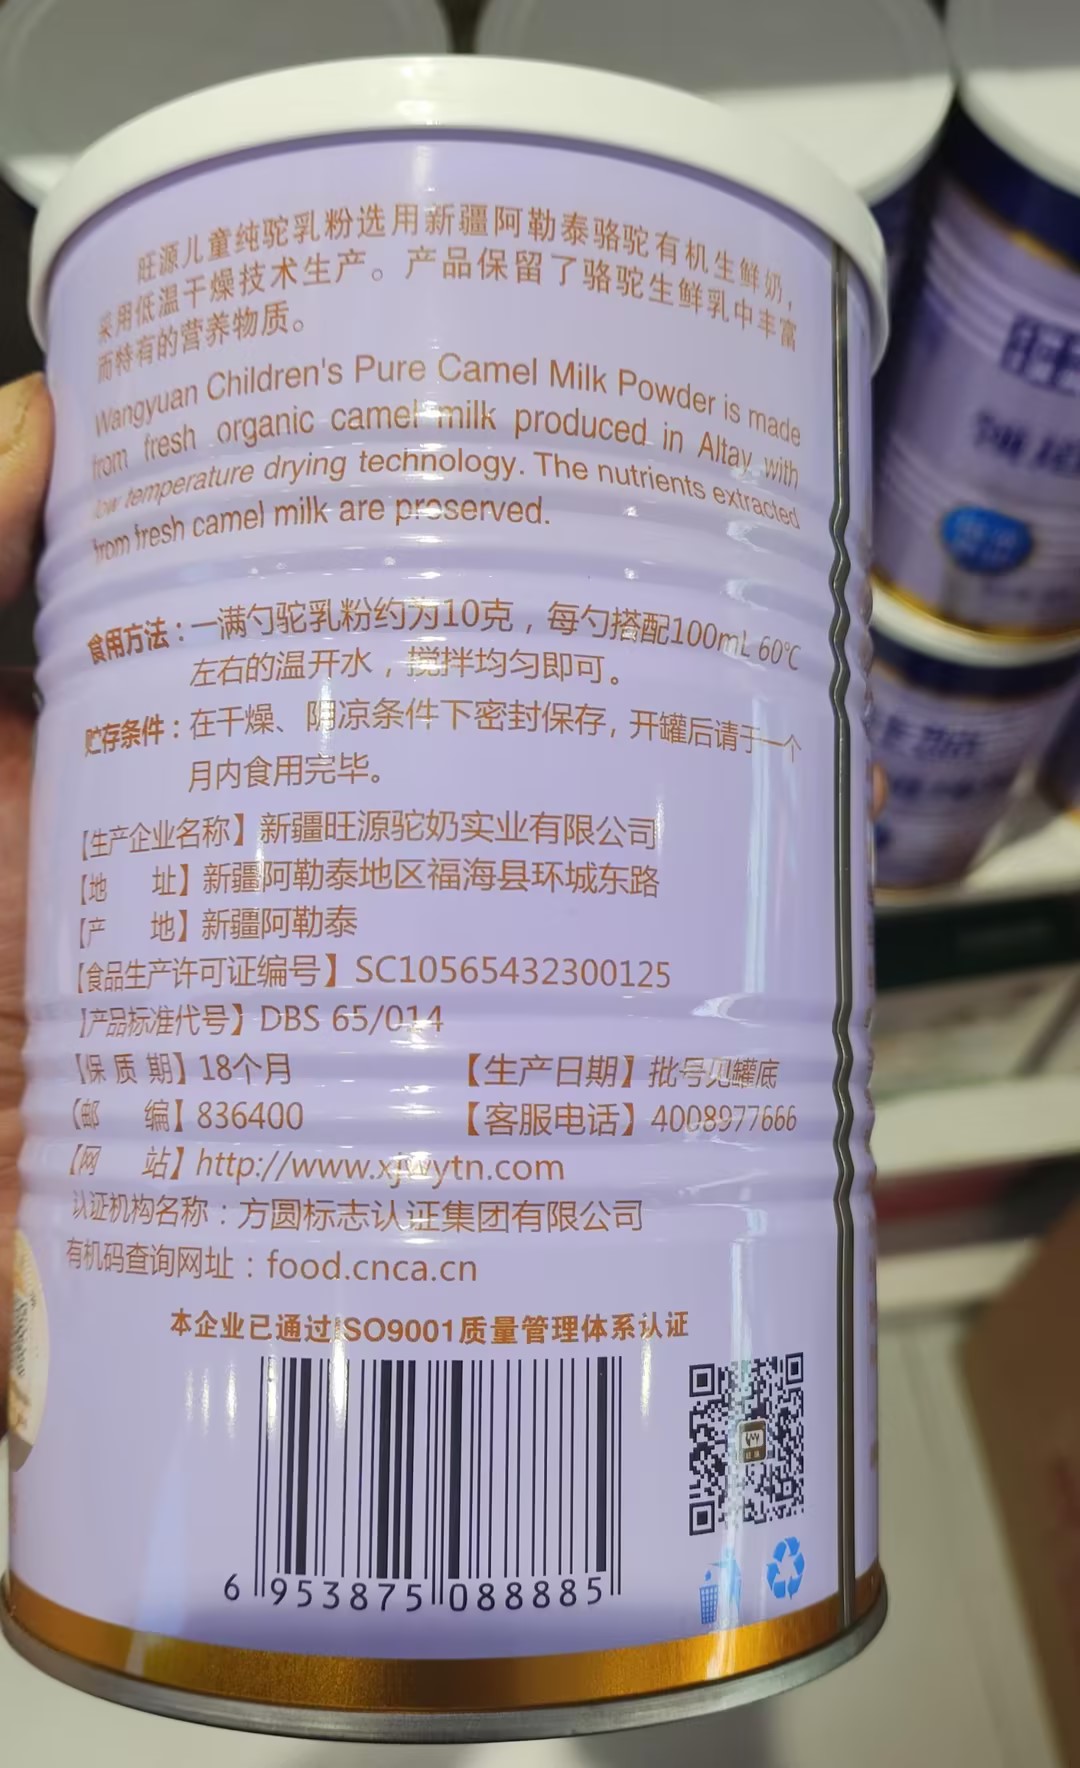 旺源儿童纯驼乳粉选用新疆阿勒泰骆驼有机生鲜奶，
采用低温干燥技术生产。产品保留了骆驼生鲜乳中丰富
而特有的营养物质。
Wangyuan Children's Pure Camel Milk Powder is made
from fresh organic camel milk produced in Altay with
low temperature drying technology. The nutrients extracted
from fresh camel milk are preserved.
食用方法：一满勺驼乳粉约为10克，每勺搭配100mL 60℃
左右的温开水，搅拌均匀即可。
贮存条件：在干燥、阴凉条件下密封保存，开罐后请于一个
月内食用完毕。
【生产企业名称】新疆旺源驼奶实业有限公司
【地 址】新疆阿勒泰地区福海县环城东路
【产 地】新疆阿勒泰
【食品生产许可证编号】SC10565432300125
【产品标准代号】DBS 65/014
【保 质 期】18个月 【生产日期】批号见罐底
【邮 编】836400 【客服电话】4008977666
【网 站】http://www.xjwytn.com
认证机构名称：方圆标志认证集团有限公司
有机码查询网址：food.cnca.cn
本企业已通过ISO9001质量管理体系认证
6 953875 088885